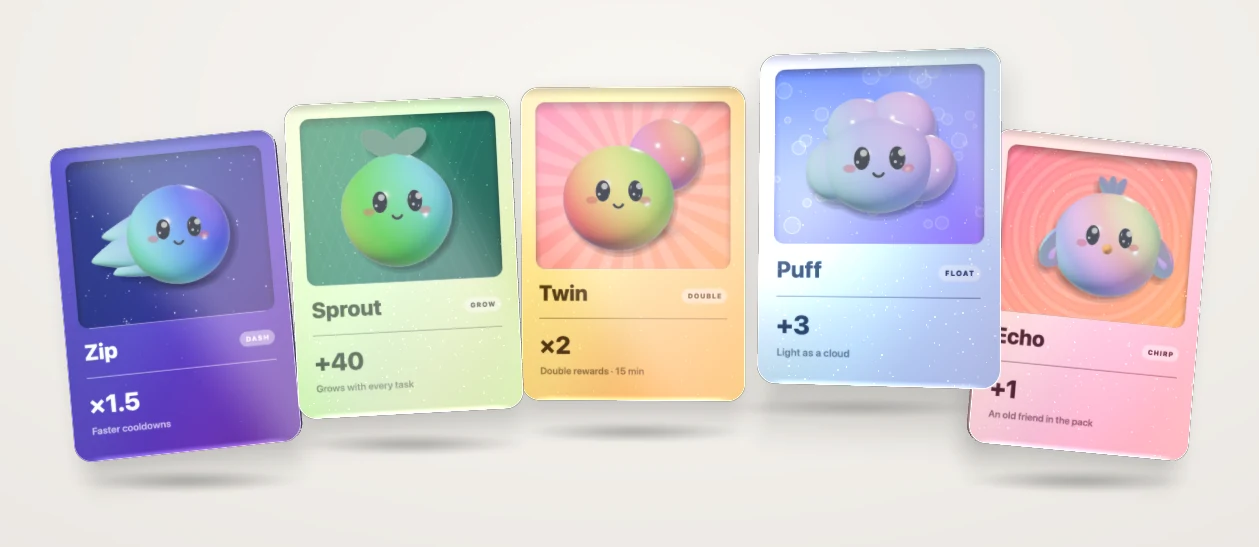 Zip
DASH
×1.5
Faster cooldowns
Sprout
GROW
+40
Grows with every task
Twin
DOUBLE
×2
Double rewards · 15 min
Puff
FLOAT
+3
Light as a cloud
Echo
CHIRP
+1
An old friend in the pack